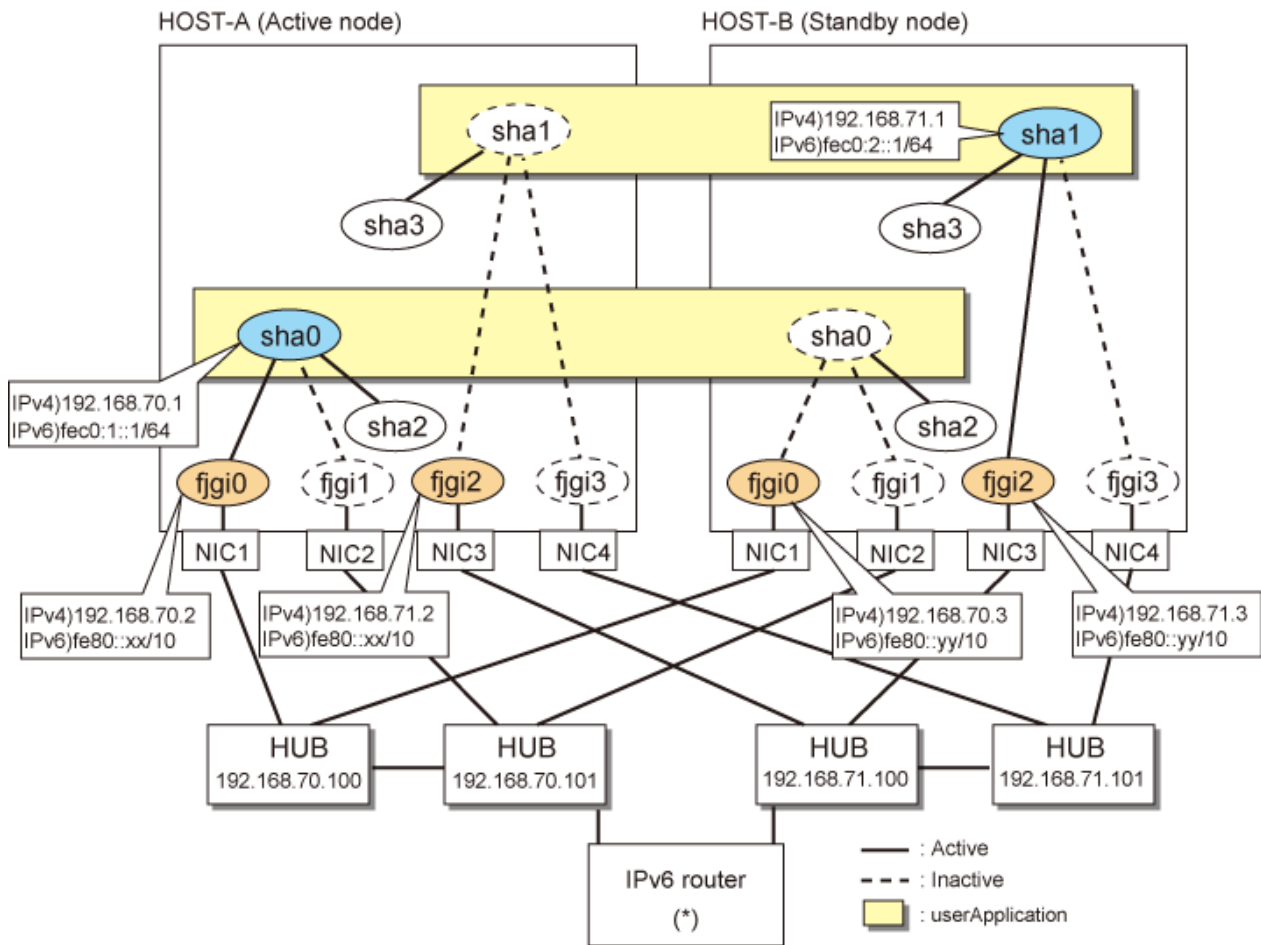 HOST-A (Active node)
HOST-B (Standby node)
sha1
IPv4)192.168.71.1
IPv6)fec0:2::1/64
sha1
sha3
sha3
sha0
sha0
IPv4)192.168.70.1
IPv6)fec0:1::1/64
sha2
sha2
fjgi0
fjgi1
fjgi2
fjgi3
fjgi0
fjgi1
fjgi2
fjgi3
NIC1
NIC2
NIC3
NIC4
NIC1
NIC2
NIC3
NIC4
IPv4)192.168.70.2
IPv6)fe80::xx/10
IPv4)192.168.71.2
IPv6)fe80::xx/10
IPv4)192.168.70.3
IPv6)fe80::yy/10
IPv4)192.168.71.3
IPv6)fe80::yy/10
HUB
192.168.70.100
HUB
192.168.70.101
HUB
192.168.71.100
HUB
192.168.71.101
IPv6 router
(*)
: Active
: Inactive
: userApplication